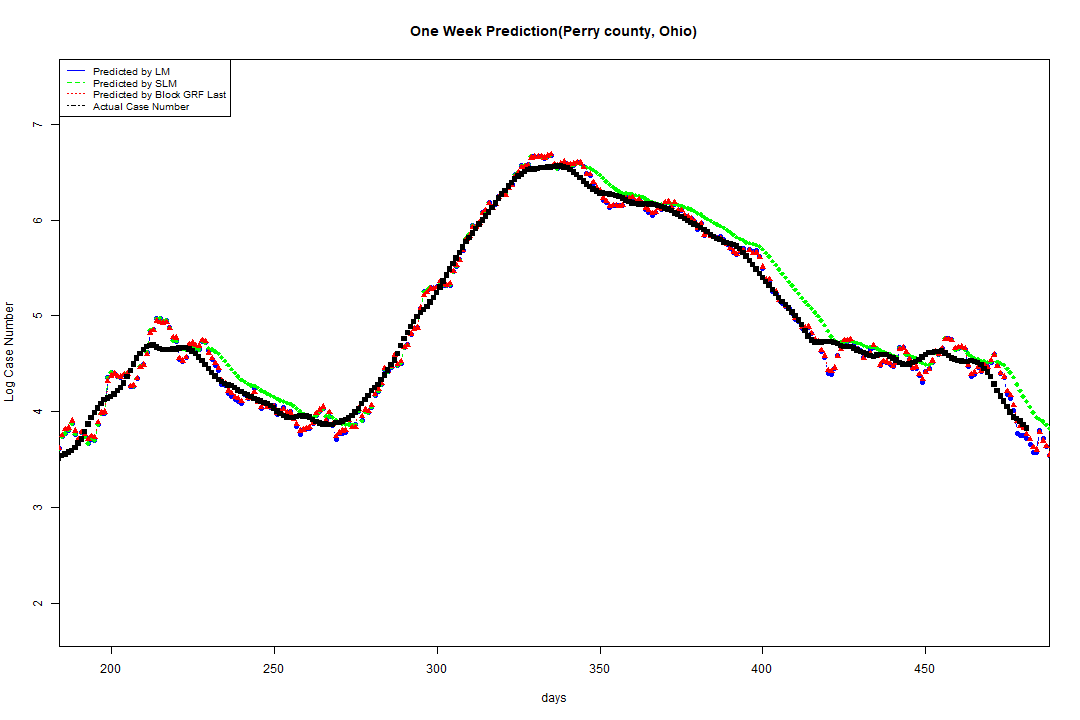 One Week Prediction(Perry county, Ohio)
Predicted by LM
Predicted by SLM
Predicted by Block GRF Last
Actual Case Number
7
6
5
4
3
2
Log Case Number
200 250 300 350 400 450
days